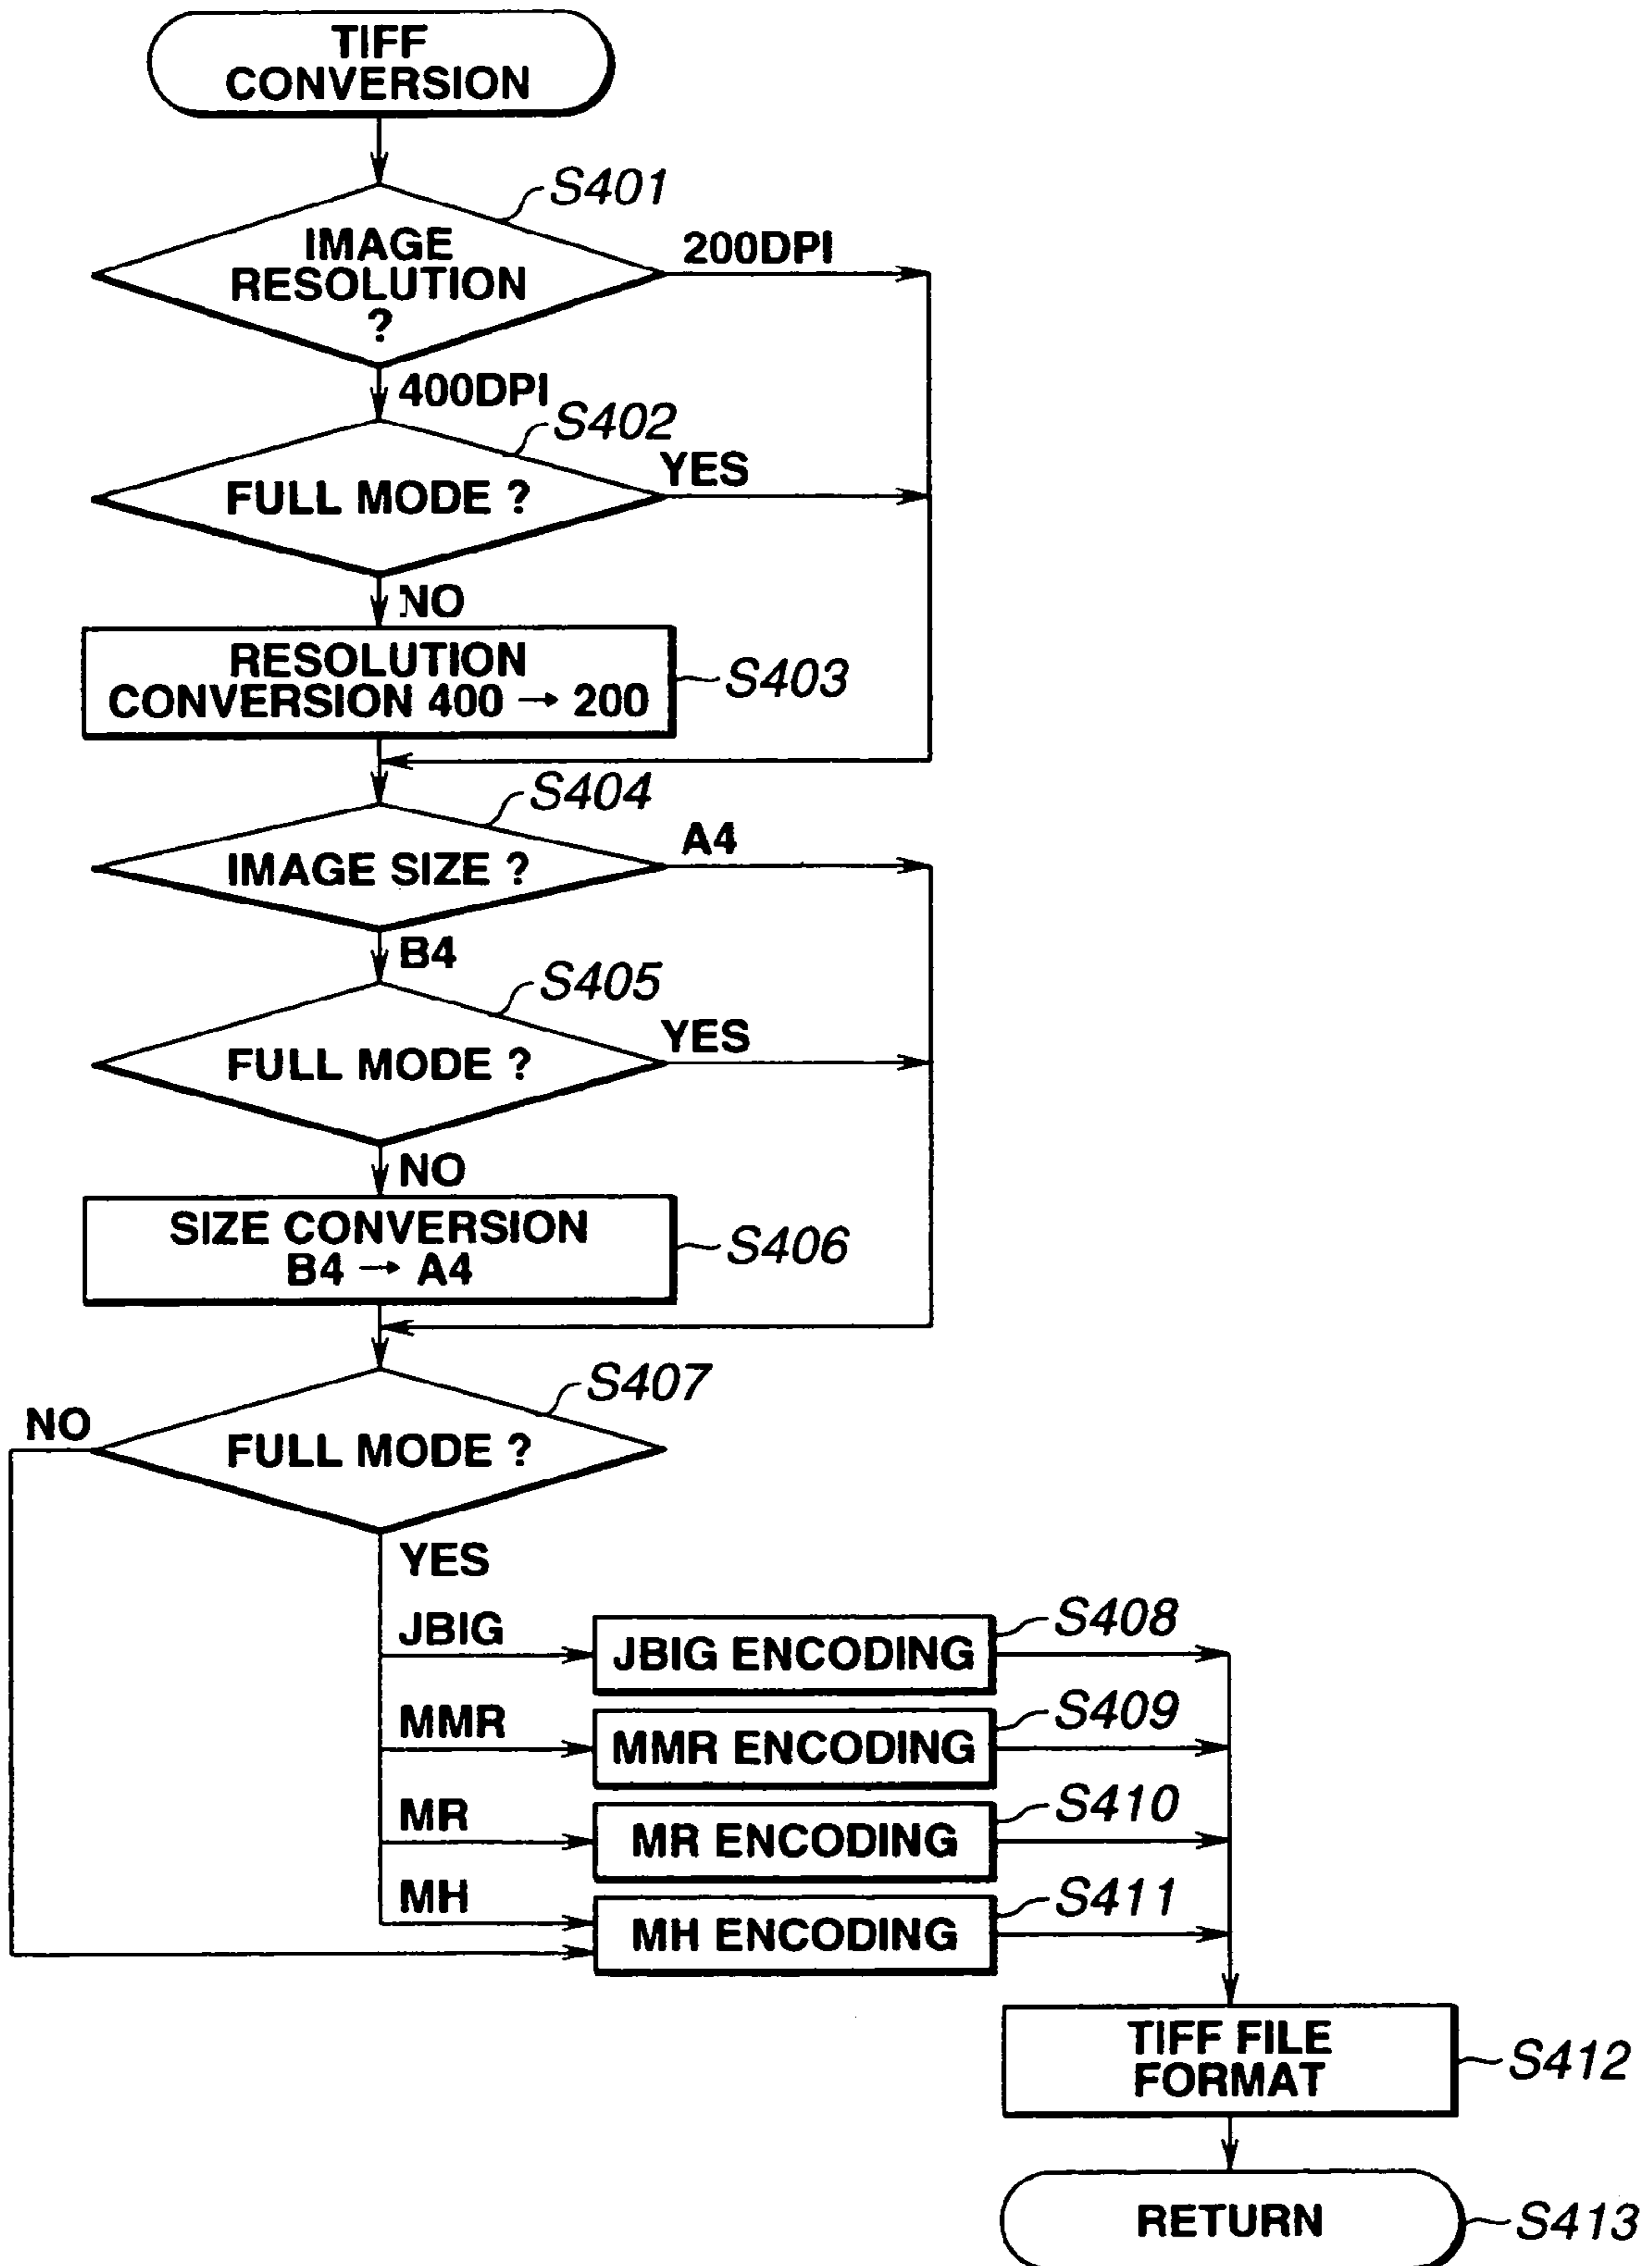 TIFF
CONVERSION
S401
IMAGE
RESOLUTION
?
200DPI
400DPI
S402
FULL MODE ?
YES
NO
RESOLUTION
CONVERSION 400 → 200
S403
S404
IMAGE SIZE ?
A4
B4
S405
FULL MODE ?
YES
NO
SIZE CONVERSION
B4 → A4
S406
S407
NO
FULL MODE ?
YES
JBIG
JBIG ENCODING
S408
MMR
MMR ENCODING
S409
MR
MR ENCODING
S410
MH
MH ENCODING
S411
TIFF FILE
FORMAT
S412
RETURN
S413